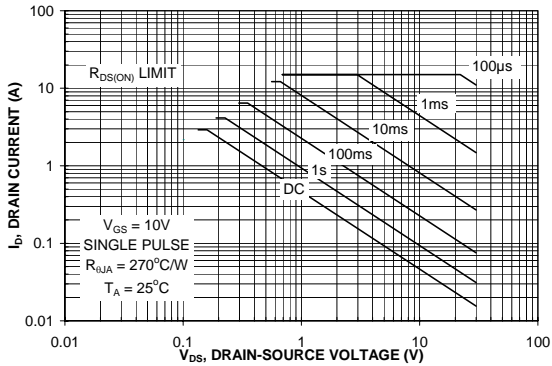 100
10
1
0.1
0.01
I_D, DRAIN CURRENT (A)
R_DS(ON) LIMIT
100µs
1ms
10ms
100ms
1s
DC
V_GS = 10V
SINGLE PULSE
R_θJA = 270°C/W
T_A = 25°C
0.01
0.1
1
10
100
V_DS, DRAIN-SOURCE VOLTAGE (V)